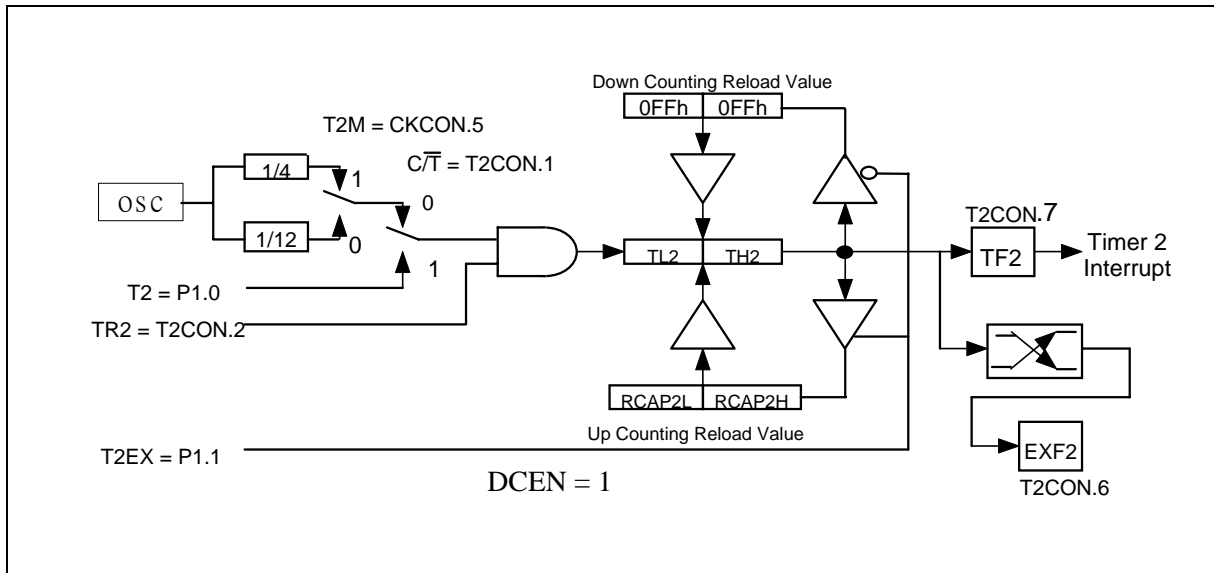 Down Counting Reload Value
0FFh 0FFh
T2M = CKCON.5
C/T̅ = T2CON.1
1/4
1
OSC
0
1/12
0
1
T2 = P1.0
TR2 = T2CON.2
TL2 TH2
T2CON.7
TF2
Timer 2
Interrupt
RCAP2L RCAP2H
Up Counting Reload Value
T2EX = P1.1
DCEN = 1
EXF2
T2CON.6